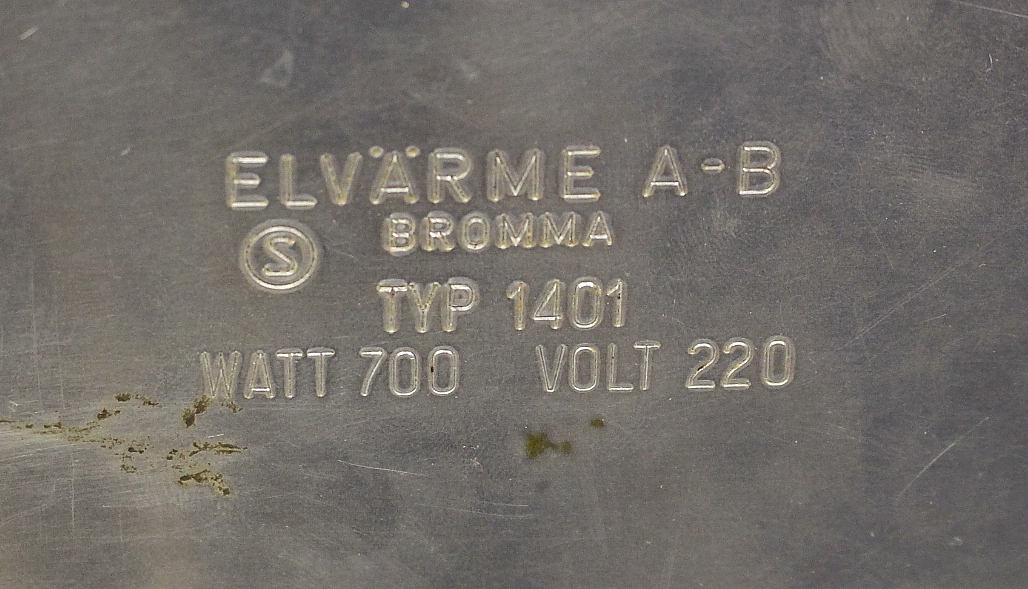 ELVÄRME A-B
Ⓢ BROMMA
TYP 1401
WATT 700 VOLT 220